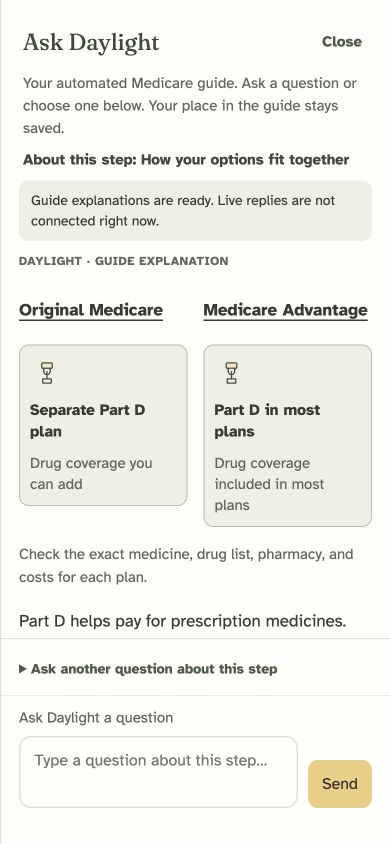 Ask Daylight
Close
Your automated Medicare guide. Ask a question or
choose one below. Your place in the guide stays
saved.
About this step: How your options fit together
Guide explanations are ready. Live replies are not
connected right now.
DAYLIGHT · GUIDE EXPLANATION
Original Medicare
Medicare Advantage
Separate Part D
plan
Drug coverage you
can add
Part D in most
plans
Drug coverage
included in most
plans
Check the exact medicine, drug list, pharmacy, and
costs for each plan.
Part D helps pay for prescription medicines.
▶ Ask another question about this step
Ask Daylight a question
Type a question about this step...
Send